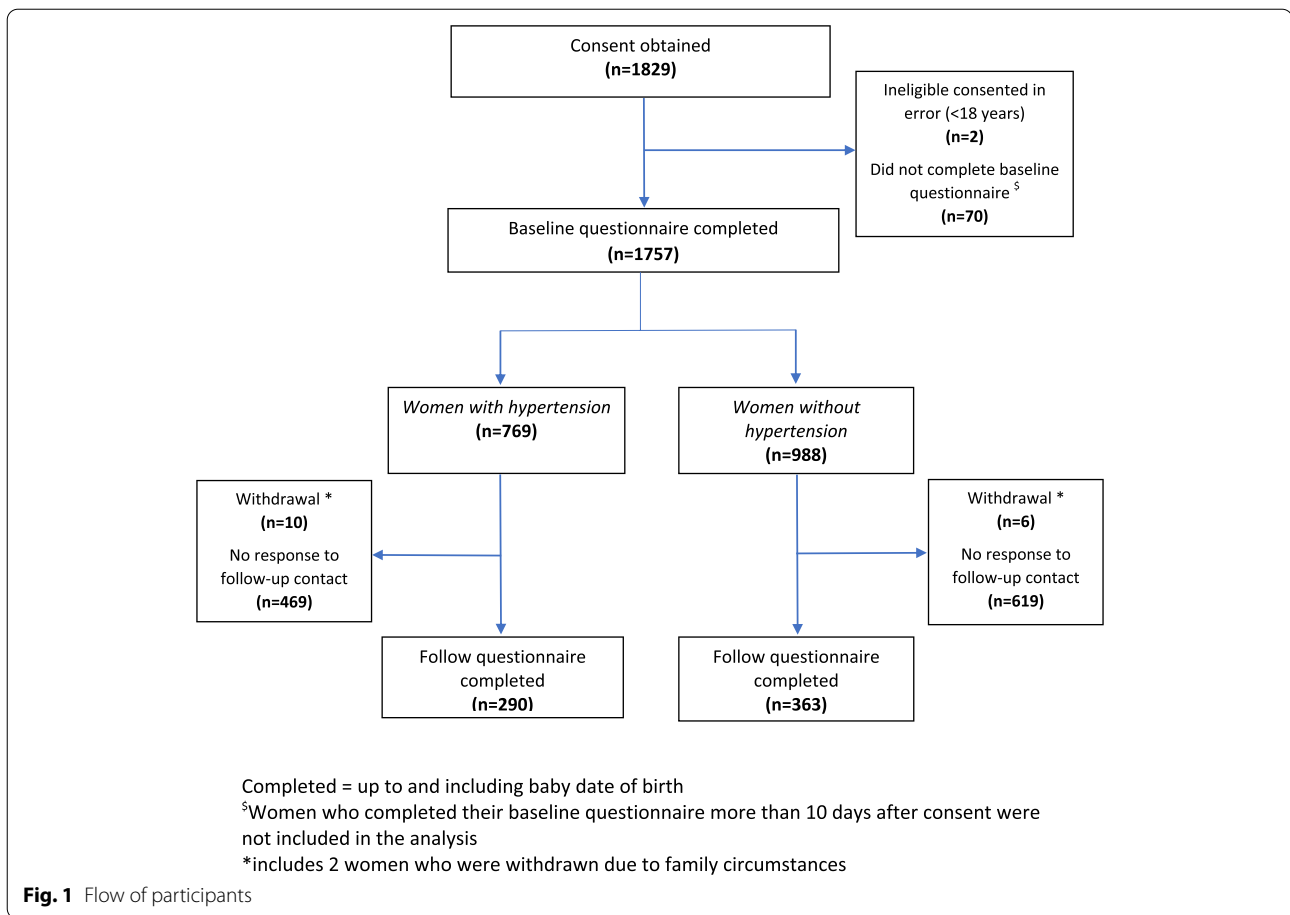 Consent obtained
(n=1829)
Ineligible consented in
error (<18 years)
(n=2)
Did not complete baseline
questionnaire $
(n=70)
Baseline questionnaire completed
(n=1757)
Women with hypertension
(n=769)
Women without
hypertension
(n=988)
Withdrawal *
(n=10)
No response to
follow-up contact
(n=469)
Withdrawal *
(n=6)
No response to
follow-up contact
(n=619)
Follow questionnaire
completed
(n=290)
Follow questionnaire
completed
(n=363)
Completed = up to and including baby date of birth
$Women who completed their baseline questionnaire more than 10 days after consent were
not included in the analysis
*includes 2 women who were withdrawn due to family circumstances
Fig. 1 Flow of participants